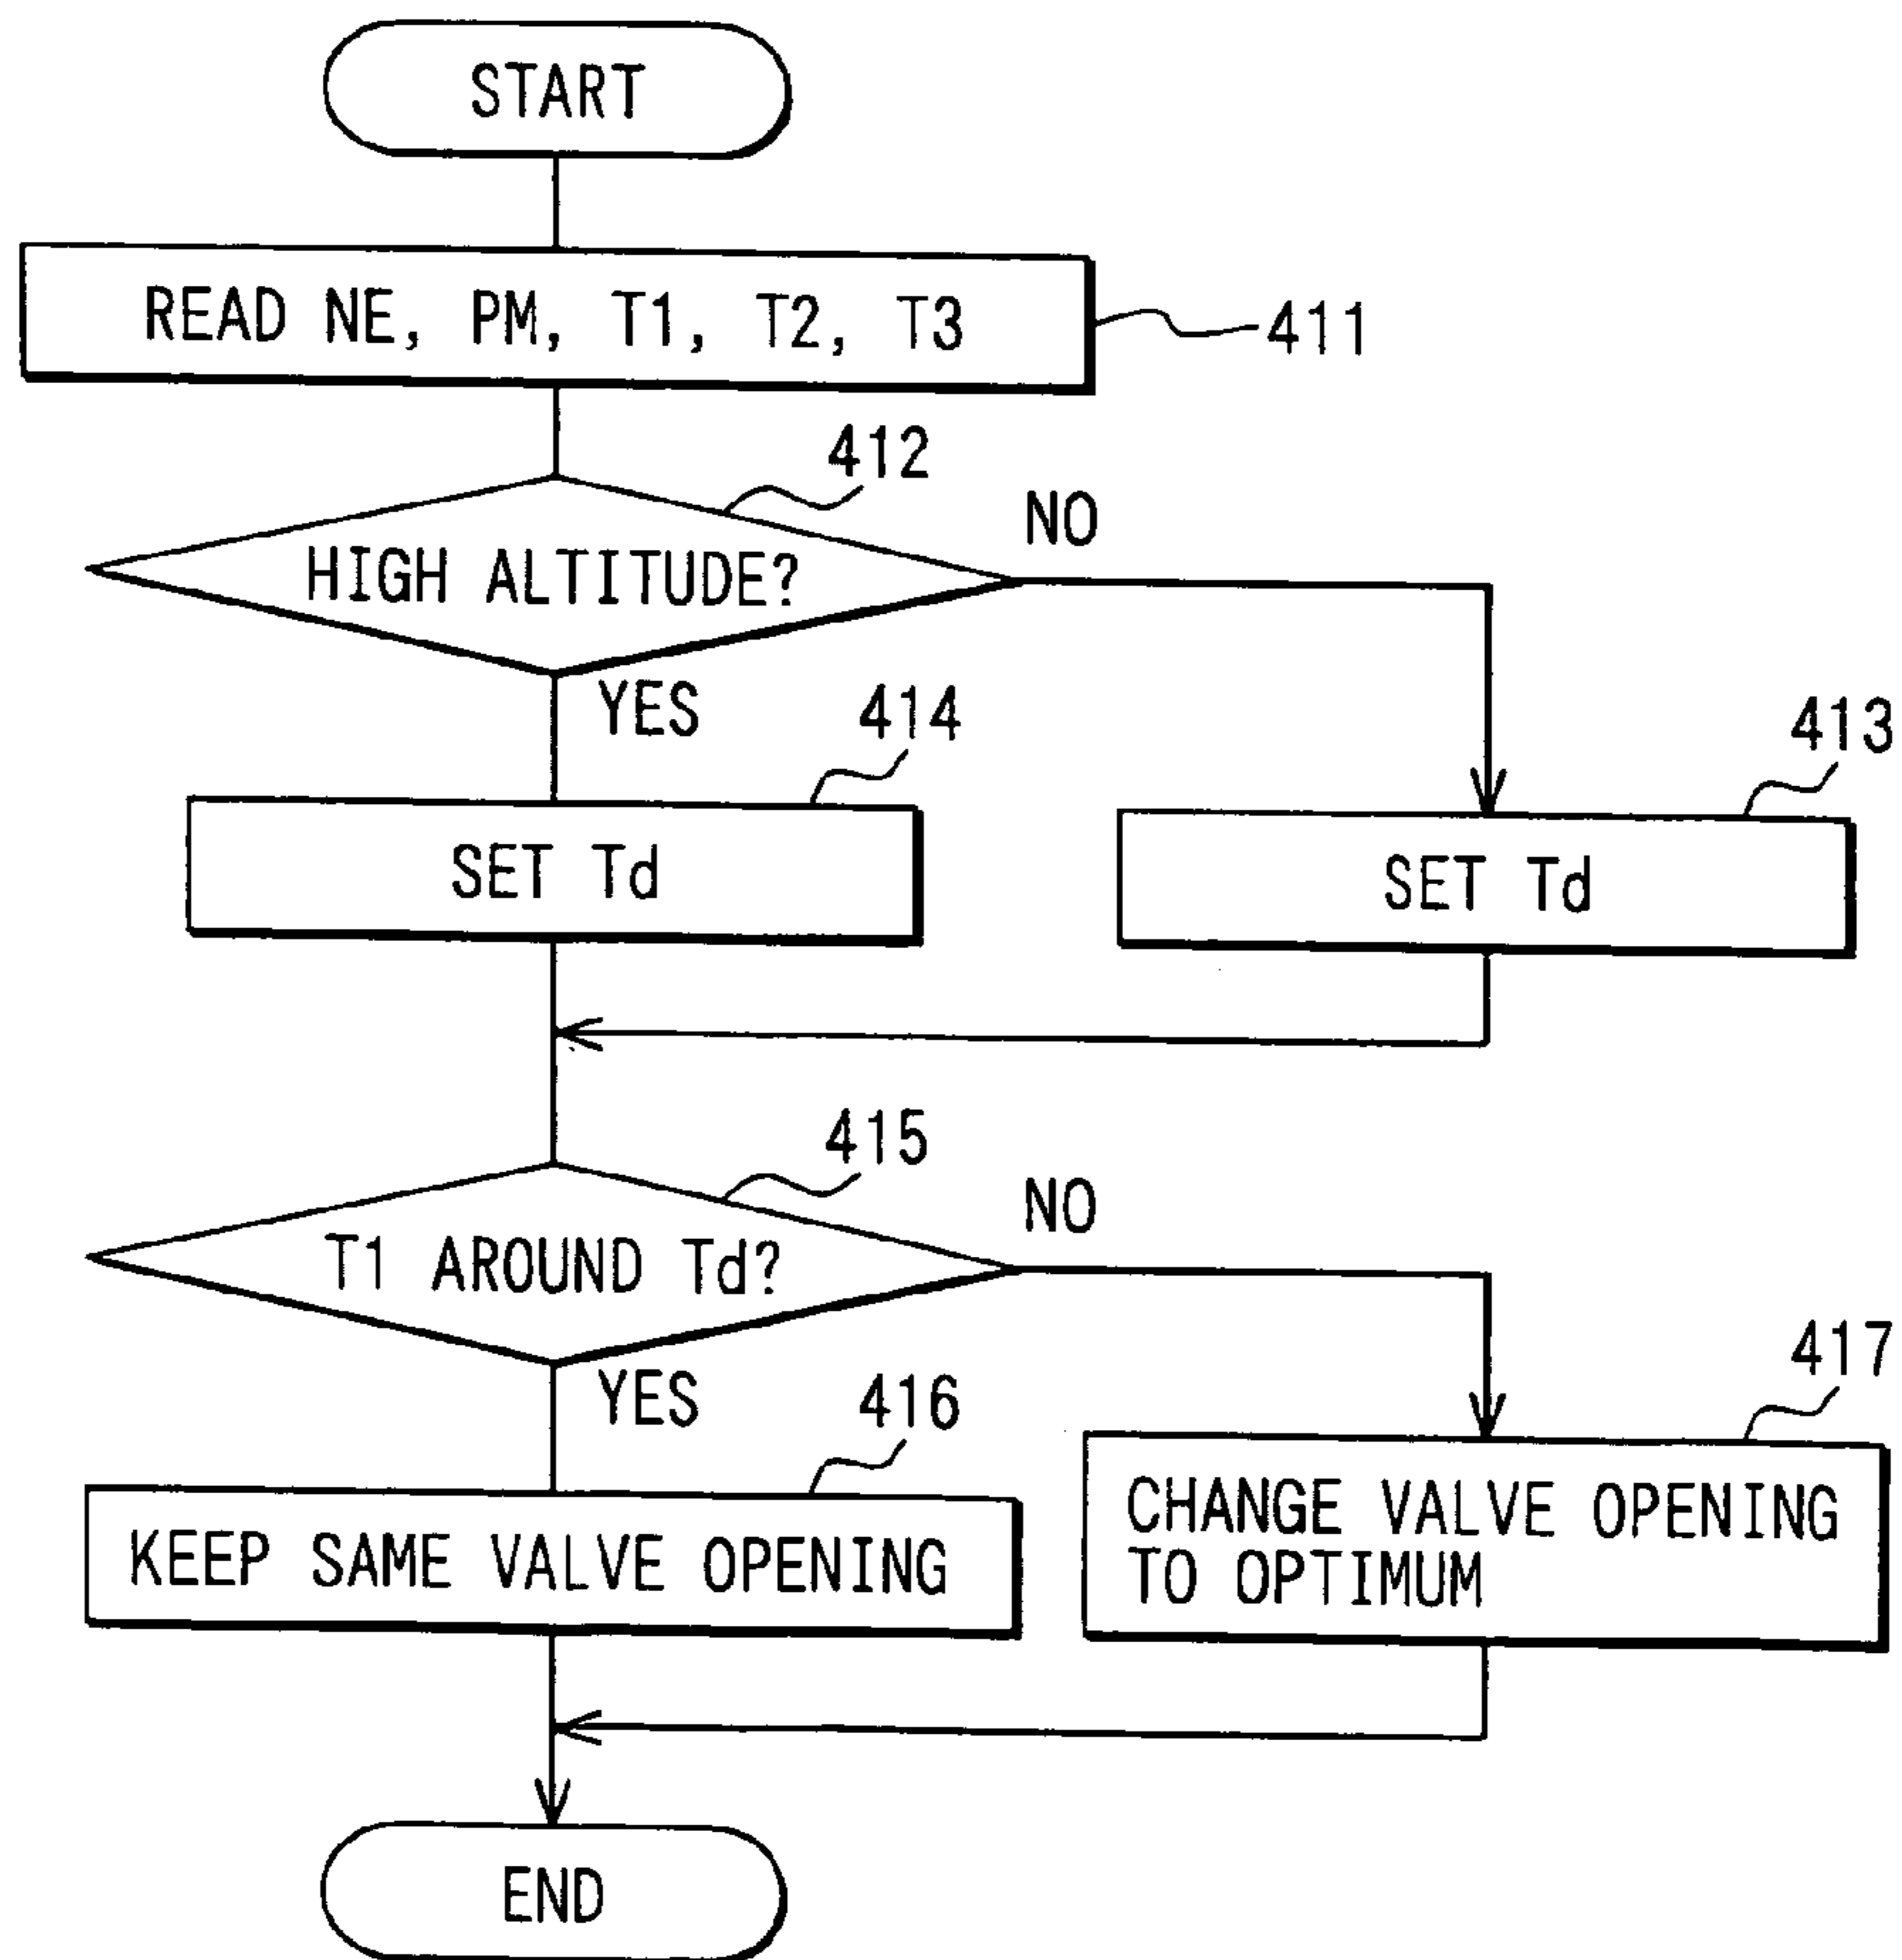 START
READ NE, PM, T1, T2, T3
411
412
HIGH ALTITUDE?
NO
YES
414
413
SET Td
SET Td
415
T1 AROUND Td?
NO
YES
416
417
KEEP SAME VALVE OPENING
CHANGE VALVE OPENING
TO OPTIMUM
END